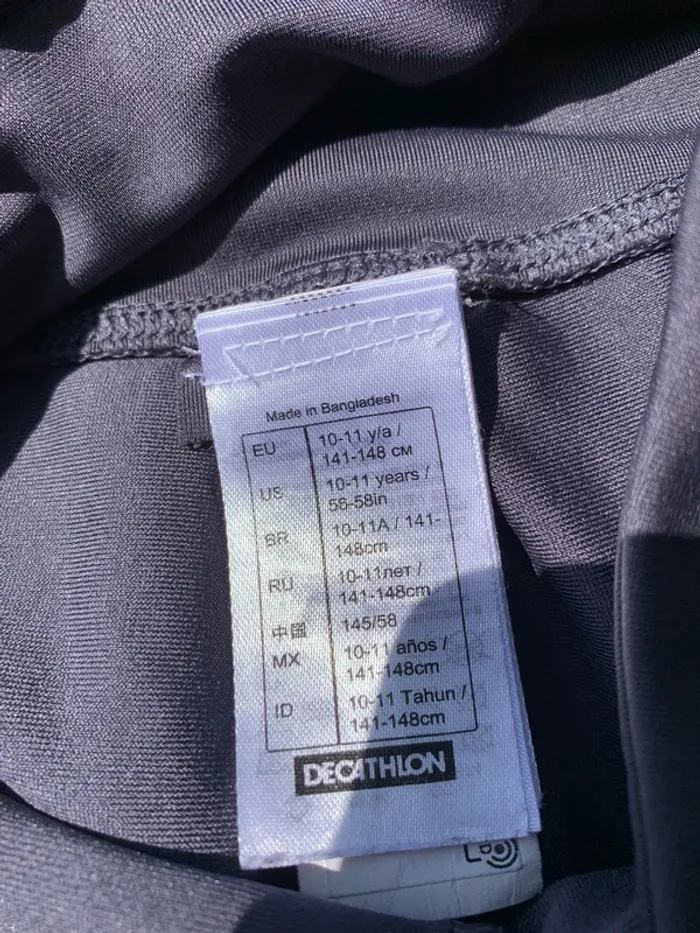 Made in Bangladesh
EU 10-11 y/a /
141-148 см
US 10-11 years /
56-58in
BR 10-11A / 141-
148cm
RU 10-11лет /
141-148cm
中國 145/58
MX 10-11 años /
141-148cm
ID 10-11 Tahun /
141-148cm
DECATHLON